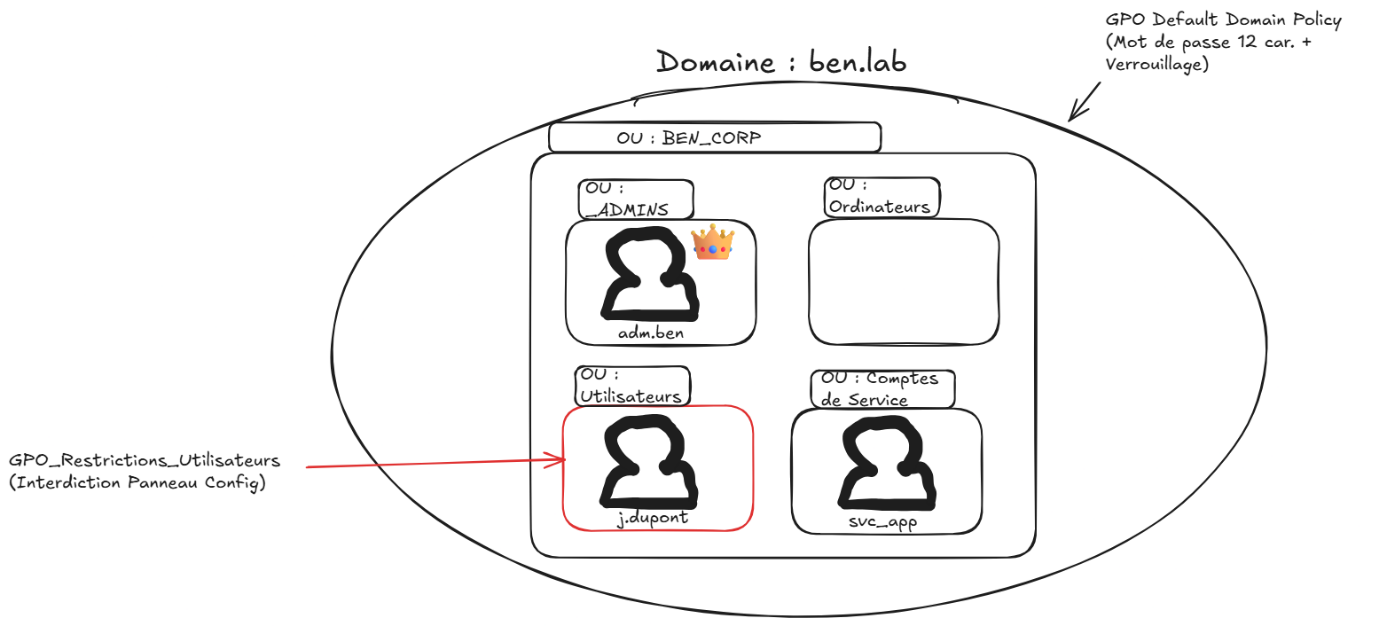 GPO Default Domain Policy
(Mot de passe 12 car. +
Verrouillage)
Domaine : ben.lab
OU : BEN_CORP
OU :
_ADMINS
adm.ben
OU :
Ordinateurs
OU :
Utilisateurs
j.dupont
OU : Comptes
de Service
svc_app
GPO_Restrictions_Utilisateurs
(Interdiction Panneau Config)